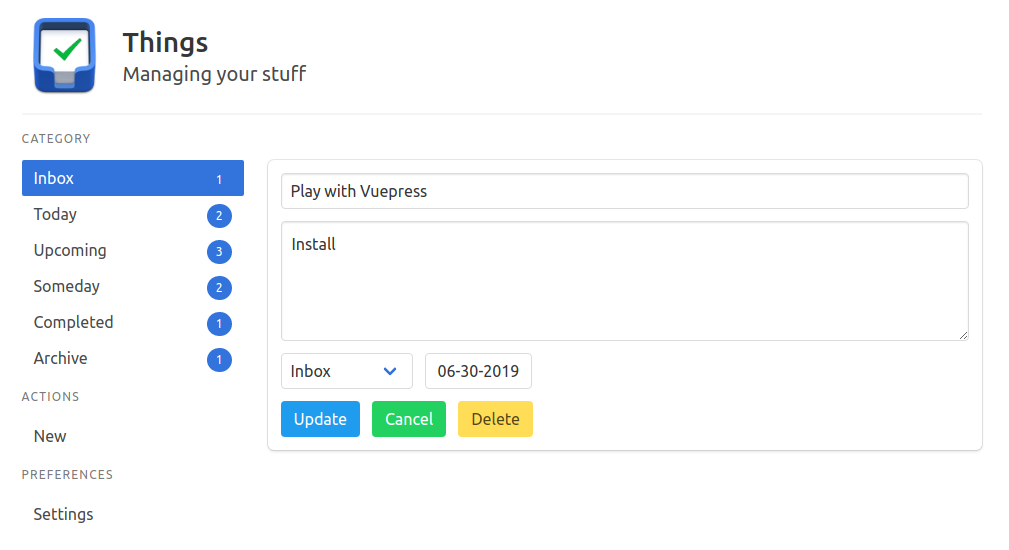 Things
Managing your stuff
CATEGORY
Inbox 1
Today 2
Upcoming 3
Someday 2
Completed 1
Archive 1
ACTIONS
New
PREFERENCES
Settings
Play with Vuepress
Install
Inbox 06-30-2019
Update Cancel Delete